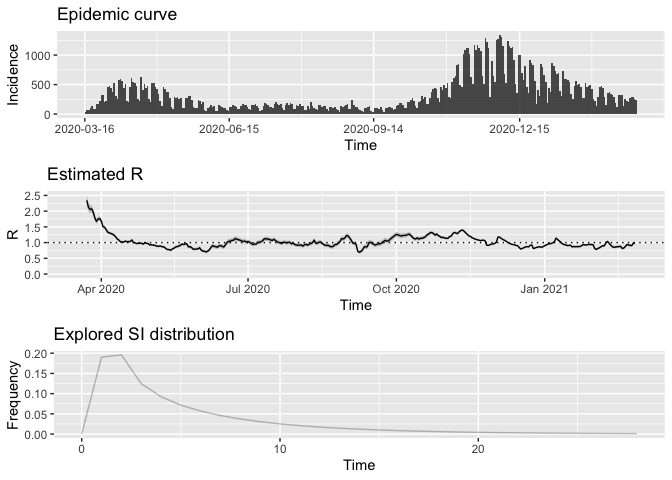 Epidemic curve
Incidence
1000
500
0
2020-03-16 2020-06-15 2020-09-14 2020-12-15
Time
Estimated R
R
2.5
2.0
1.5
1.0
0.5
0.0
Apr 2020 Jul 2020 Oct 2020 Jan 2021
Time
Explored SI distribution
Frequency
0.20
0.15
0.10
0.05
0.00
0 10 20
Time